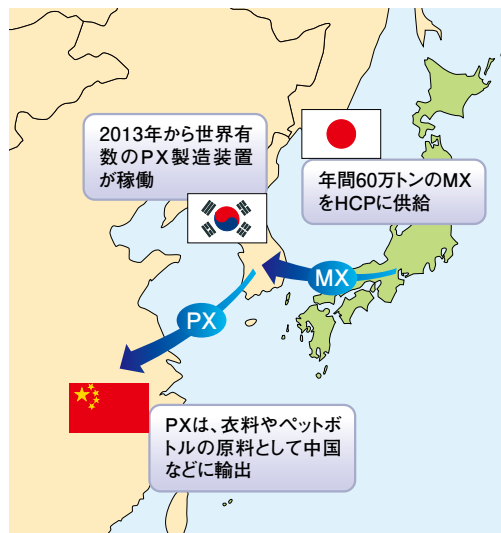 2013年から世界有
数のPX製造装置
が稼働
年間60万トンのMX
をHCPに供給
MX
PX
PXは、衣料やペットボ
トルの原料として中国
などに輸出